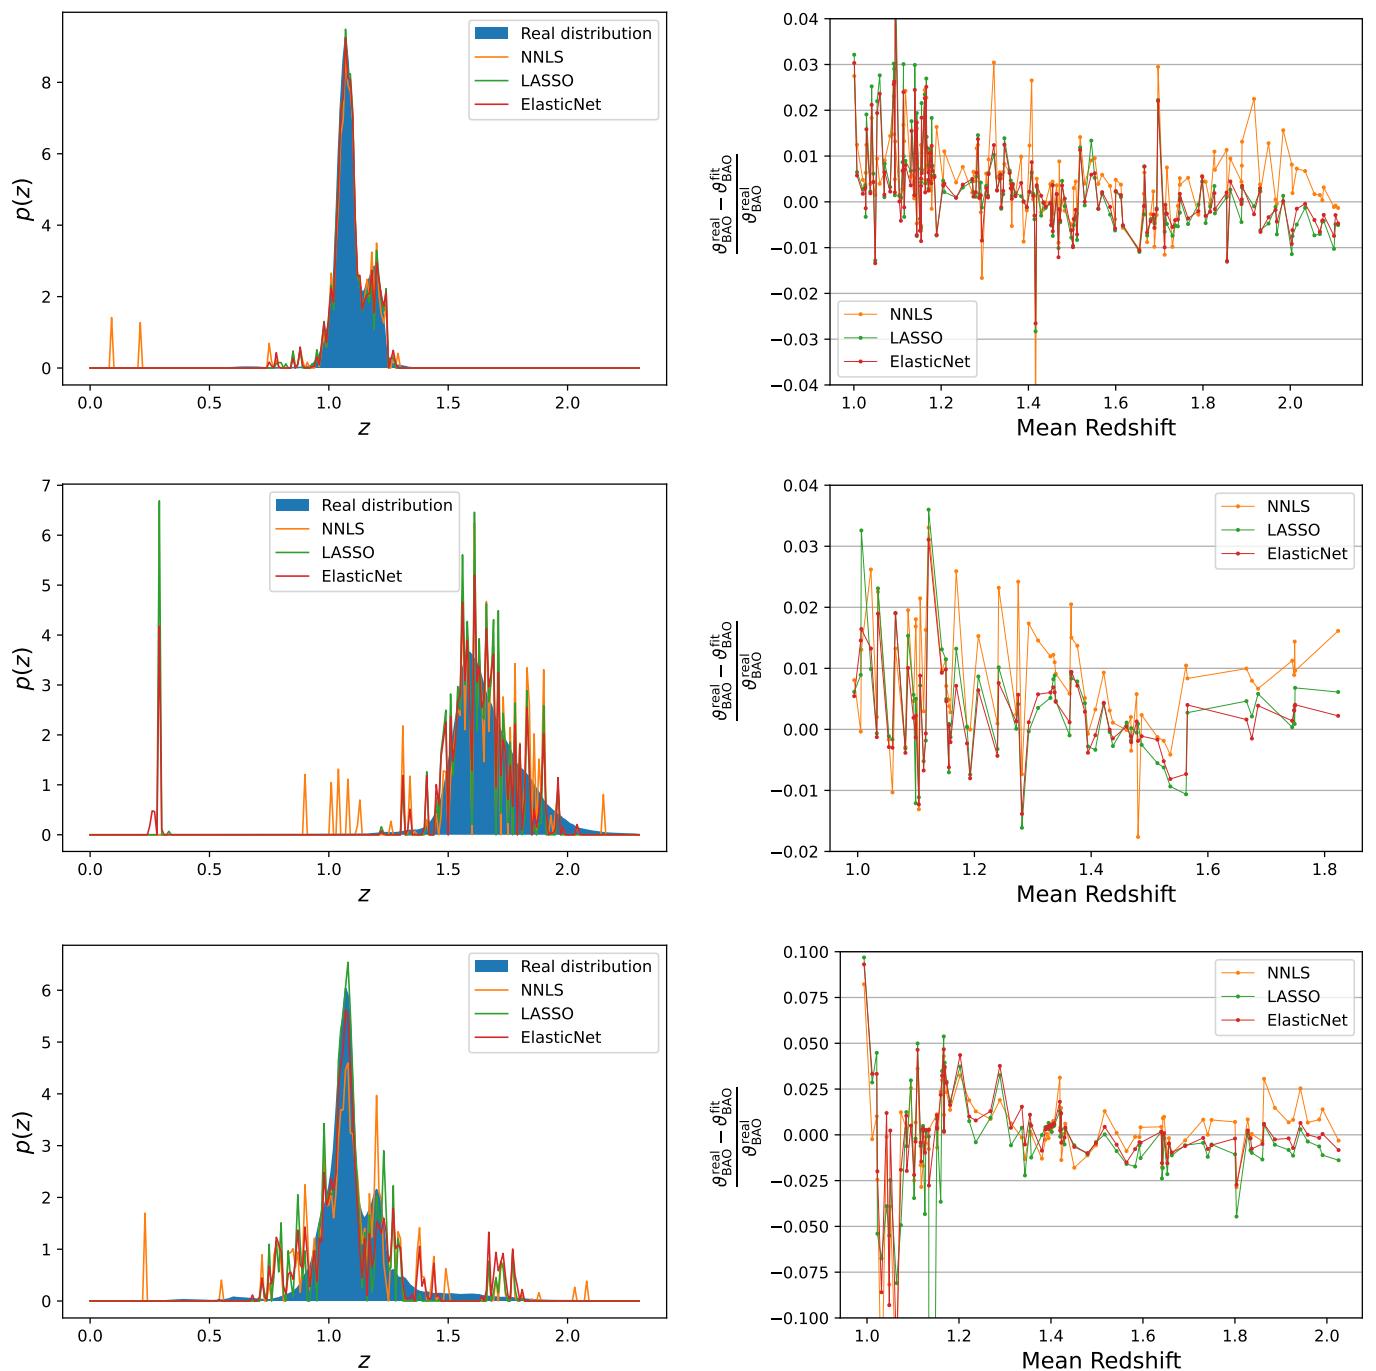 p(z)
8
6
4
2
0
Real distribution
NNLS
LASSO
ElasticNet
0.0 0.5 1.0 1.5 2.0
z
ϑ_BAO^real − ϑ_BAO^fit
ϑ_BAO^real
0.04
0.03
0.02
0.01
0.00
−0.01
−0.02
−0.03
−0.04
NNLS
LASSO
ElasticNet
1.0 1.2 1.4 1.6 1.8 2.0
Mean Redshift
p(z)
7
6
5
4
3
2
1
0
Real distribution
NNLS
LASSO
ElasticNet
0.0 0.5 1.0 1.5 2.0
z
ϑ_BAO^real − ϑ_BAO^fit
ϑ_BAO^real
0.04
0.03
0.02
0.01
0.00
−0.01
−0.02
NNLS
LASSO
ElasticNet
1.0 1.2 1.4 1.6 1.8
Mean Redshift
p(z)
6
5
4
3
2
1
0
Real distribution
NNLS
LASSO
ElasticNet
0.0 0.5 1.0 1.5 2.0
z
ϑ_BAO^real − ϑ_BAO^fit
ϑ_BAO^real
0.100
0.075
0.050
0.025
0.000
−0.025
−0.050
−0.075
−0.100
NNLS
LASSO
ElasticNet
1.0 1.2 1.4 1.6 1.8 2.0
Mean Redshift